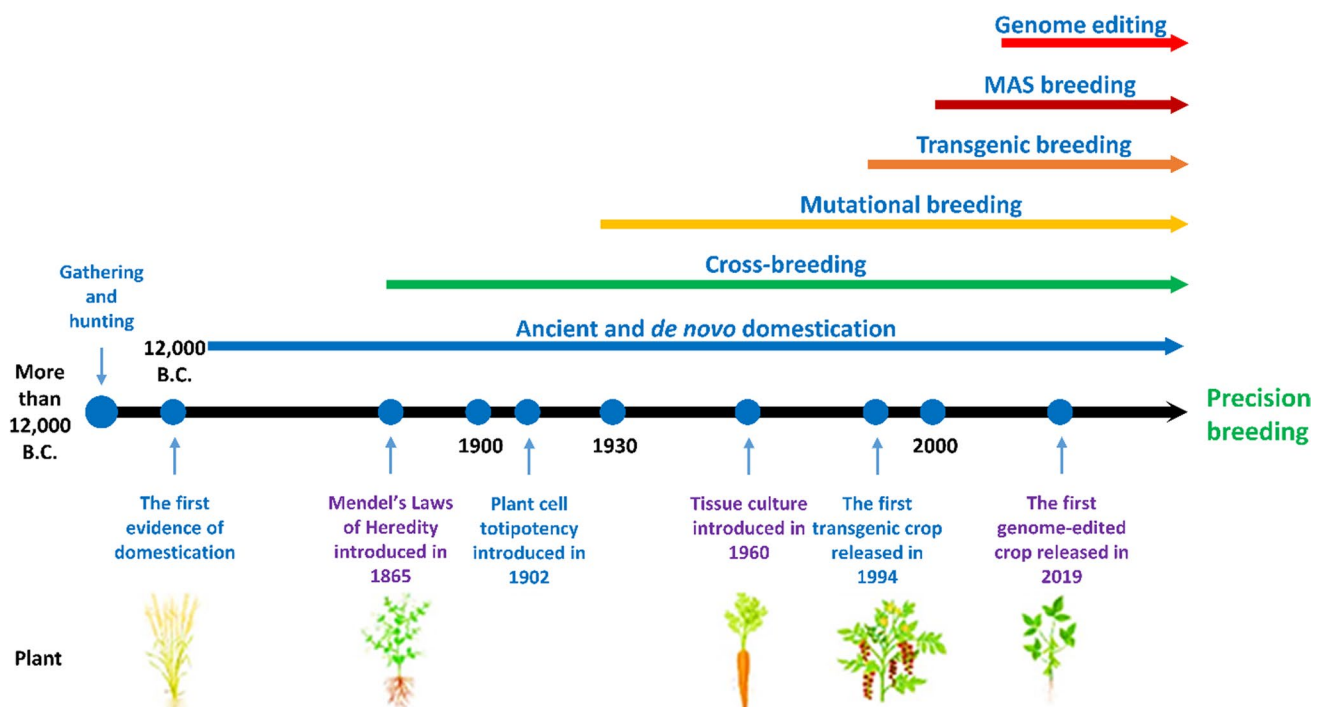 Genome editing
MAS breeding
Transgenic breeding
Mutational breeding
Cross-breeding
Ancient and de novo domestication
Gathering
and
hunting
12,000
B.C.
More
than
12,000
B.C.
1900
1930
2000
Precision
breeding
The first
evidence of
domestication
Mendel's Laws
of Heredity
introduced in
1865
Plant cell
totipotency
introduced in
1902
Tissue culture
introduced in
1960
The first
transgenic crop
released in
1994
The first
genome-edited
crop released in
2019
Plant